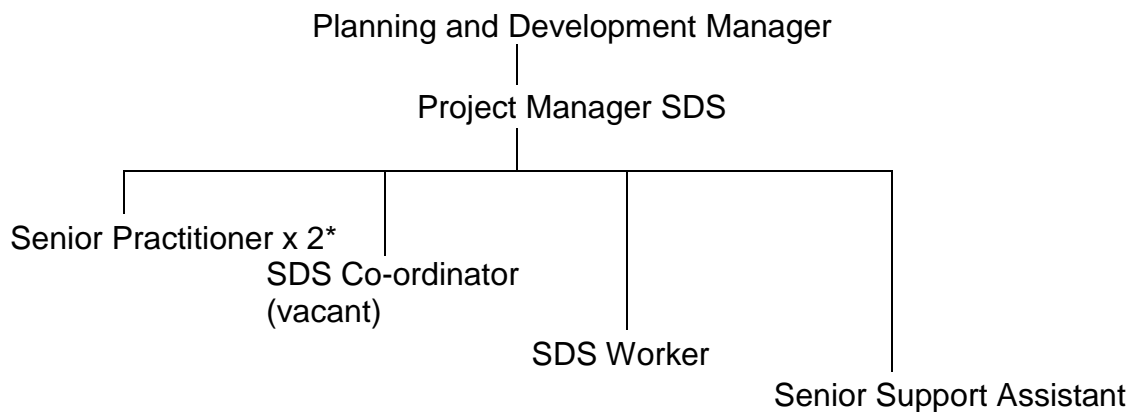 Planning and Development Manager
Project Manager SDS
Senior Practitioner x 2*
SDS Co-ordinator
(vacant)
SDS Worker
Senior Support Assistant